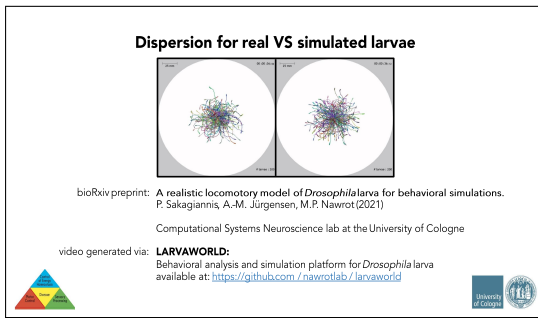 Dispersion for real VS simulated larvae
bioRxiv preprint: A realistic locomotory model of Drosophila larva for behavioral simulations.
P. Sakagiannis, A.-M. Jürgensen, M.P. Nawrot (2021)
Computational Systems Neuroscience lab at the University of Cologne
video generated via: LARVAWORLD:
Behavioral analysis and simulation platform for Drosophila larva
available at: https://github.com / nawrotlab / larvaworld
University
of Cologne